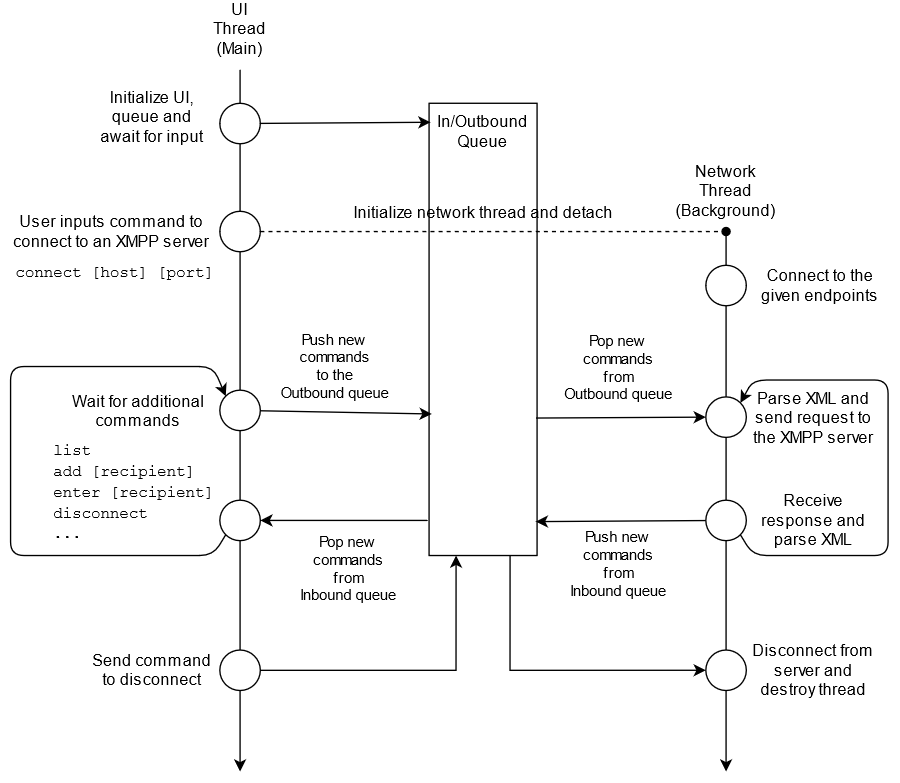 UI
Thread
(Main)
Initialize UI,
queue and
await for input
In/Outbound
Queue
Network
Thread
(Background)
User inputs command to
connect to an XMPP server
connect [host] [port]
Initialize network thread and detach
Connect to the
given endpoints
Push new
commands
to the
Outbound queue
Pop new
commands
from
Outbound queue
Wait for additional
commands
list
add [recipient]
enter [recipient]
disconnect
...
Parse XML and
send request to
the XMPP server
Receive
response and
parse XML
Pop new
commands
from
Inbound queue
Push new
commands
from
Inbound queue
Send command
to disconnect
Disconnect from
server and
destroy thread